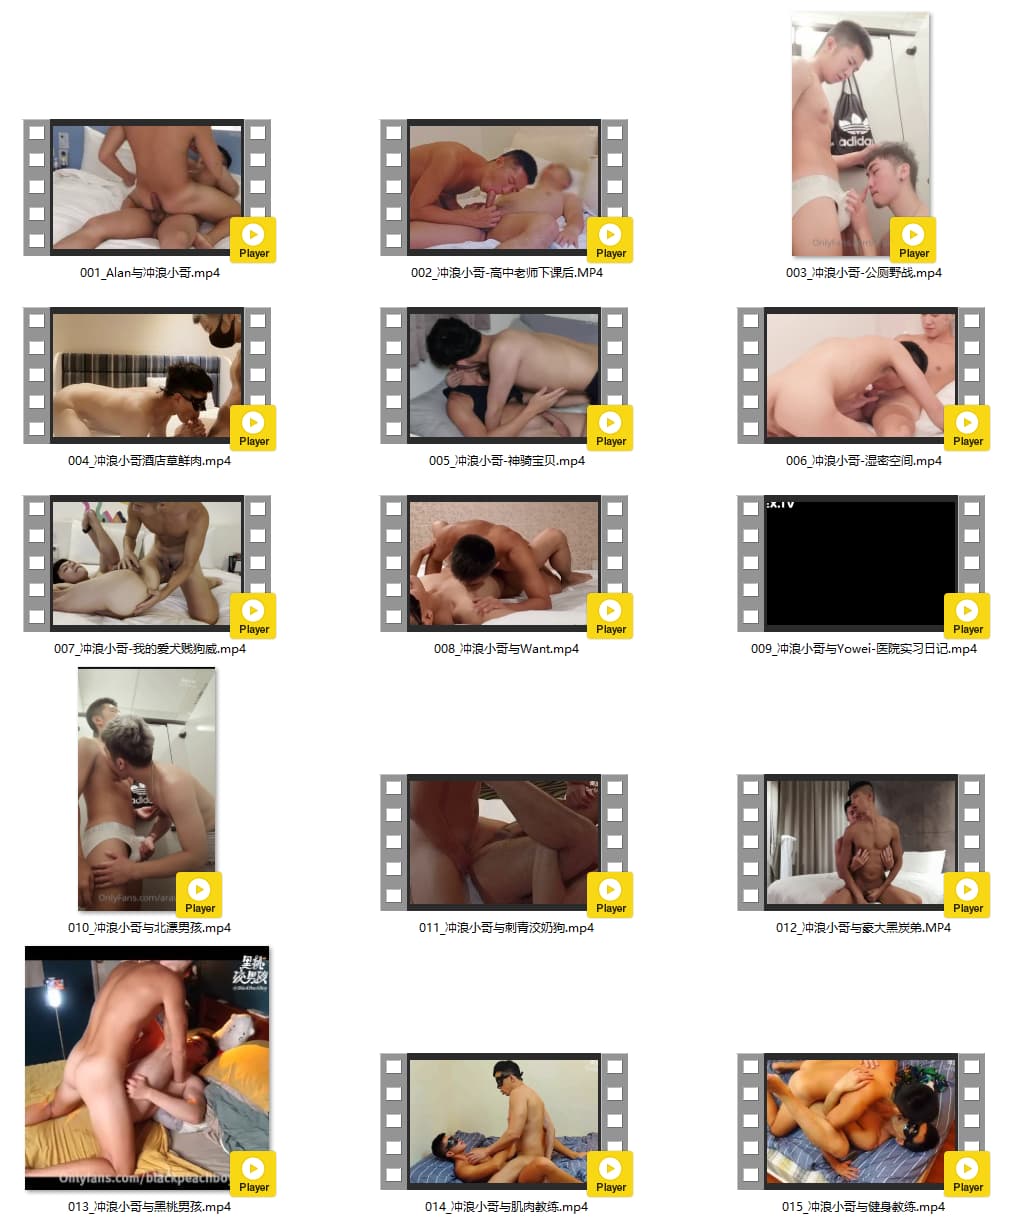 adidas
OnlyFans
Player
Player
Player
001_Alan与冲浪小哥.mp4
002_冲浪小哥-高中老师下课后.MP4
003_冲浪小哥-公厕野战.mp4
Player
Player
Player
004_冲浪小哥酒店草鲜肉.mp4
005_冲浪小哥-神骑宝贝.mp4
006_冲浪小哥-湿密空间.mp4
Player
Player
Player
007_冲浪小哥-我的爱犬贱狗威.mp4
008_冲浪小哥与Want.mp4
009_冲浪小哥与Yowei-医院实习日记.mp4
adidas
OnlyFans.com/ara
Player
Player
Player
010_冲浪小哥与北漂男孩.mp4
011_冲浪小哥与刺青洨奶狗.mp4
012_冲浪小哥与豪大黑炭弟.MP4
黑桃
男孩
Onlyfans.com/blackpeachboy
Player
Player
Player
013_冲浪小哥与黑桃男孩.mp4
014_冲浪小哥与肌肉教练.mp4
015_冲浪小哥与健身教练.mp4